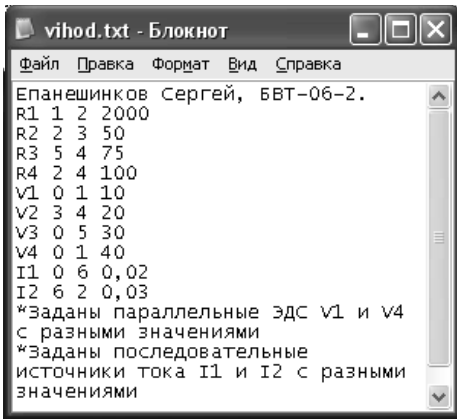 vihod.txt - Блокнот
Файл Правка Формат Вид Справка
Епанешинков Сергей, БВТ-06-2.
R1 1 2 2000
R2 2 3 50
R3 5 4 75
R4 2 4 100
V1 0 1 10
V2 3 4 20
V3 0 5 30
V4 0 1 40
I1 0 6 0,02
I2 6 2 0,03
*Заданы параллельные ЭДС V1 и V4
с разными значениями
*Заданы последовательные
источники тока I1 и I2 с разными
значениями